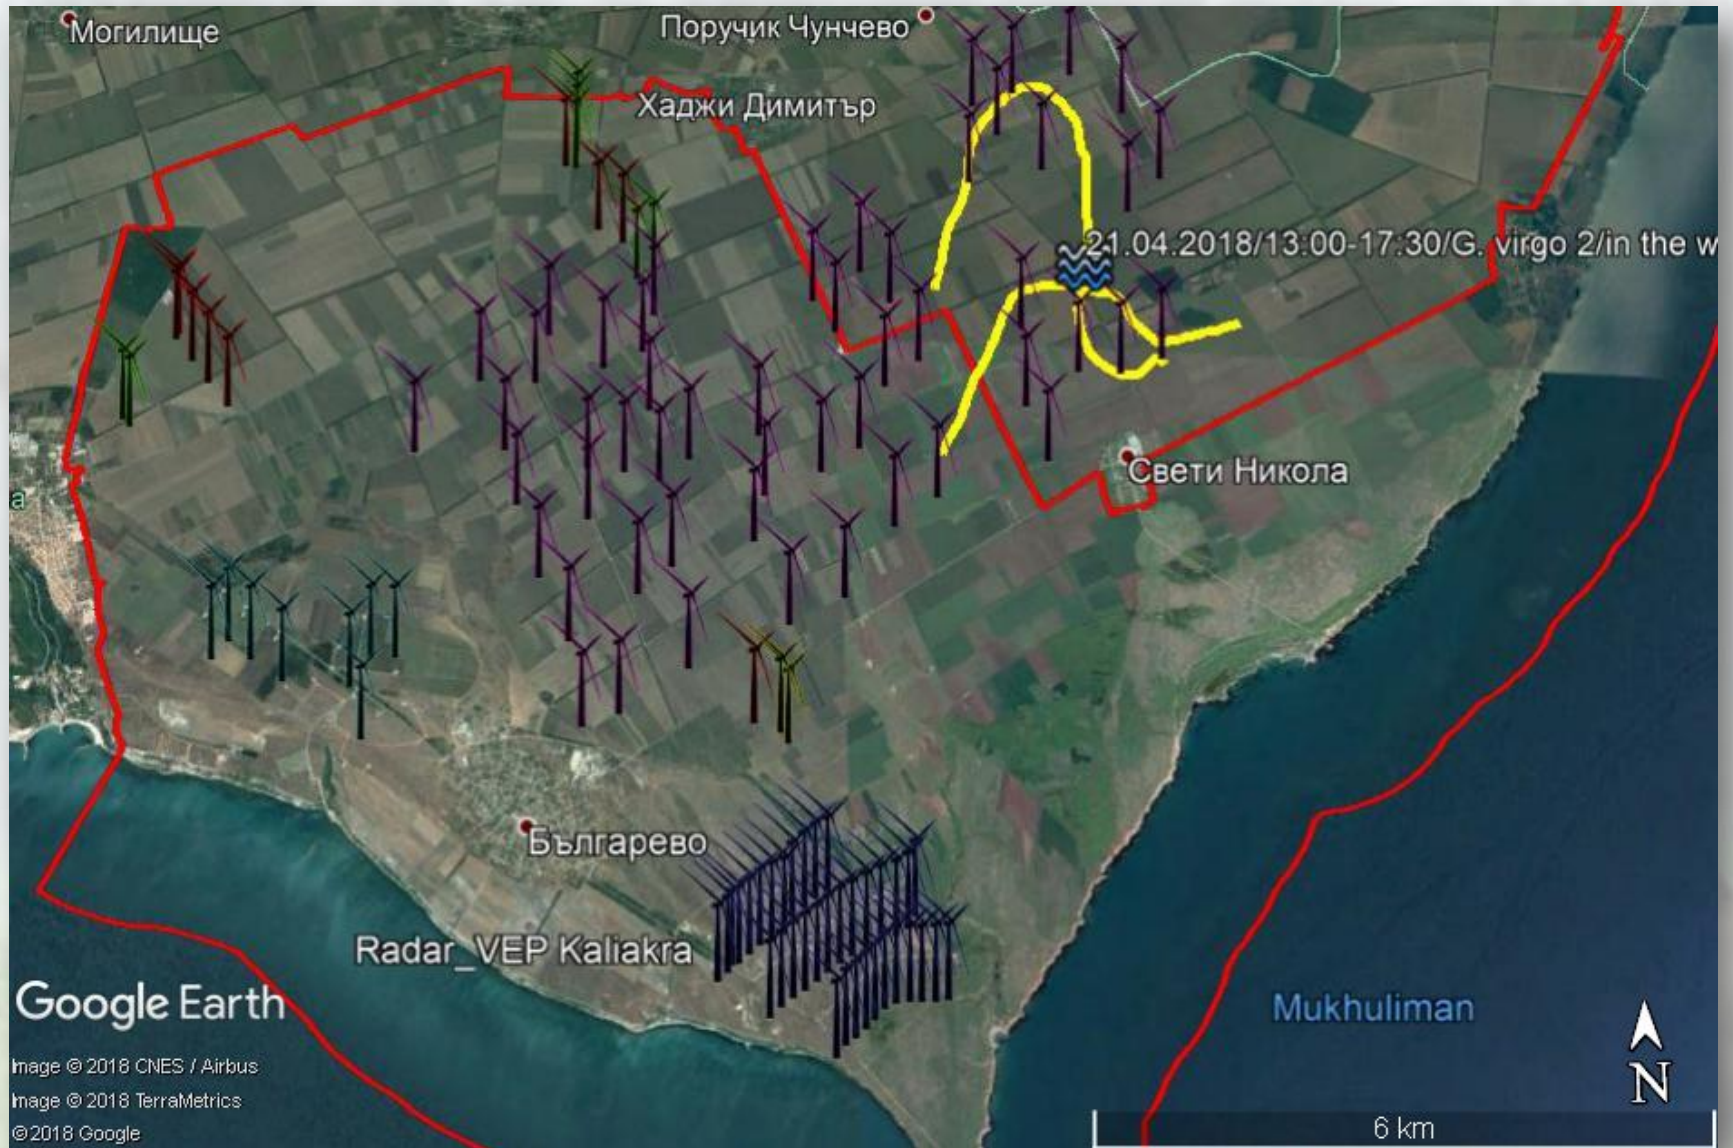 Могилище
Поручик Чунчево
Хаджи Димитър
21.04.2018/13:00-17:30/G. virgo 2/in the w
а
Свети Никола
Българево
Radar_VEP Kaliakra
Google Earth
Mukhuliman
Image © 2018 CNES / Airbus
Image © 2018 TerraMetrics
© 2018 Google
N
6 km